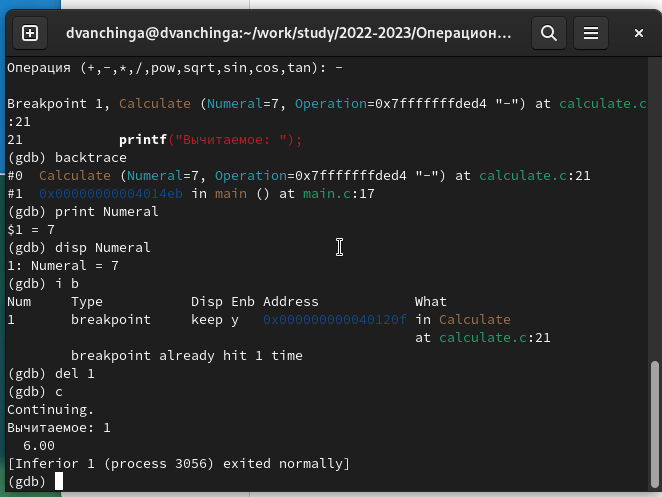 dvanchinga@dvanchinga:~/work/study/2022-2023/Операцион...
Операция (+,-,*,/,pow,sqrt,sin,cos,tan): -
Breakpoint 1, Calculate (Numeral=7, Operation=0x7fffffffded4 "-") at calculate.c
:21
21 printf("Вычитаемое: ");
(gdb) backtrace
#0 Calculate (Numeral=7, Operation=0x7fffffffded4 "-") at calculate.c:21
#1 0x00000000004014eb in main () at main.c:17
(gdb) print Numeral
$1 = 7
(gdb) disp Numeral
1: Numeral = 7
(gdb) i b
Num Type Disp Enb Address What
1 breakpoint keep y 0x000000000040120f in Calculate
at calculate.c:21
breakpoint already hit 1 time
(gdb) del 1
(gdb) c
Continuing.
Вычитаемое: 1
6.00
[Inferior 1 (process 3056) exited normally]
(gdb)